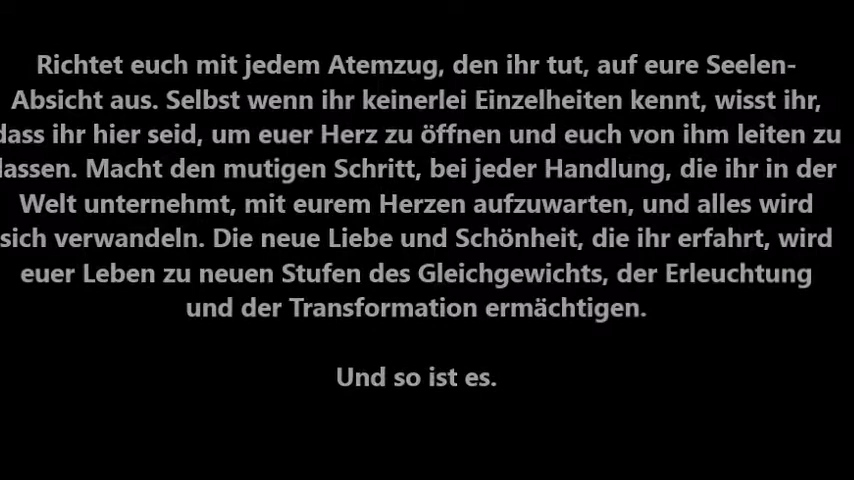 Richtet euch mit jedem Atemzug, den ihr tut, auf eure Seelen-
Absicht aus. Selbst wenn ihr keinerlei Einzelheiten kennt, wisst ihr,
dass ihr hier seid, um euer Herz zu öffnen und euch von ihm leiten zu
lassen. Macht den mutigen Schritt, bei jeder Handlung, die ihr in der
Welt unternehmt, mit eurem Herzen aufzuwarten, und alles wird
sich verwandeln. Die neue Liebe und Schönheit, die ihr erfahrt, wird
euer Leben zu neuen Stufen des Gleichgewichts, der Erleuchtung
und der Transformation ermächtigen.
Und so ist es.